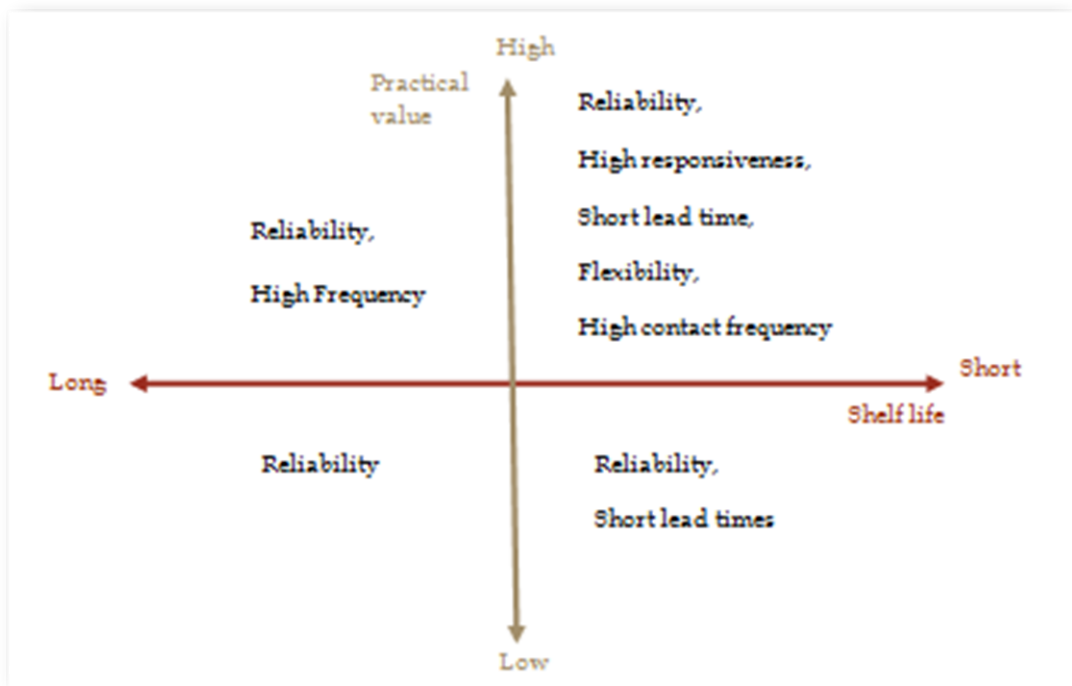 High
Practical
value
Reliability,
High responsiveness,
Short lead time,
Flexibility,
High contact frequency
Reliability,
High Frequency
Long
Short
Shelf life
Reliability
Reliability,
Short lead times
Low